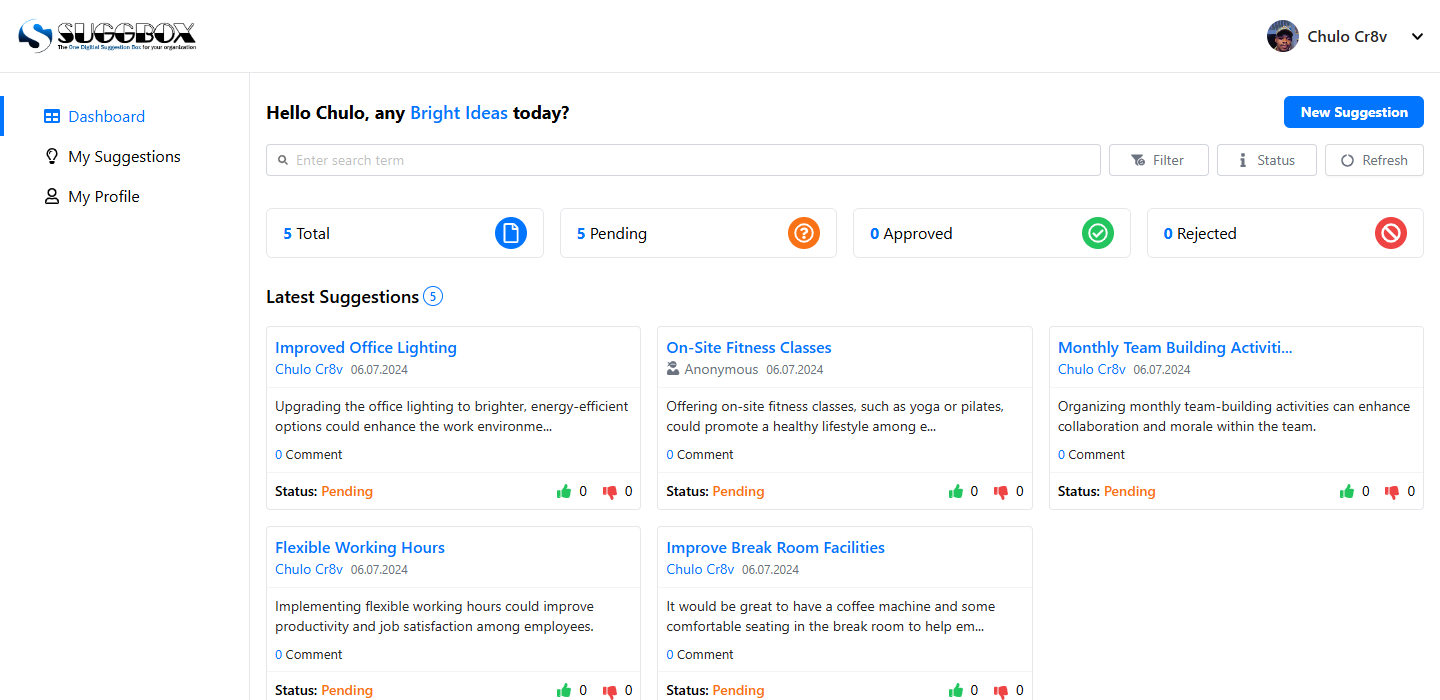 SUGGBOX
The One Digitial Suggestion Box for your organization
Chulo Cr8v
Dashboard
My Suggestions
My Profile
Hello Chulo, any Bright Ideas today?
New Suggestion
Enter search term
Filter
Status
Refresh
5 Total
5 Pending
0 Approved
0 Rejected
Latest Suggestions 5
Improved Office Lighting
Chulo Cr8v 06.07.2024
Upgrading the office lighting to brighter, energy-efficient
options could enhance the work environme...
0 Comment
Status: Pending
0
0
On-Site Fitness Classes
Anonymous 06.07.2024
Offering on-site fitness classes, such as yoga or pilates,
could promote a healthy lifestyle among e...
0 Comment
Status: Pending
0
0
Monthly Team Building Activiti...
Chulo Cr8v 06.07.2024
Organizing monthly team-building activities can enhance
collaboration and morale within the team.
0 Comment
Status: Pending
0
0
Flexible Working Hours
Chulo Cr8v 06.07.2024
Implementing flexible working hours could improve
productivity and job satisfaction among employees.
0 Comment
Status: Pending
0
0
Improve Break Room Facilities
Chulo Cr8v 06.07.2024
It would be great to have a coffee machine and some
comfortable seating in the break room to help em...
0 Comment
Status: Pending
0
0